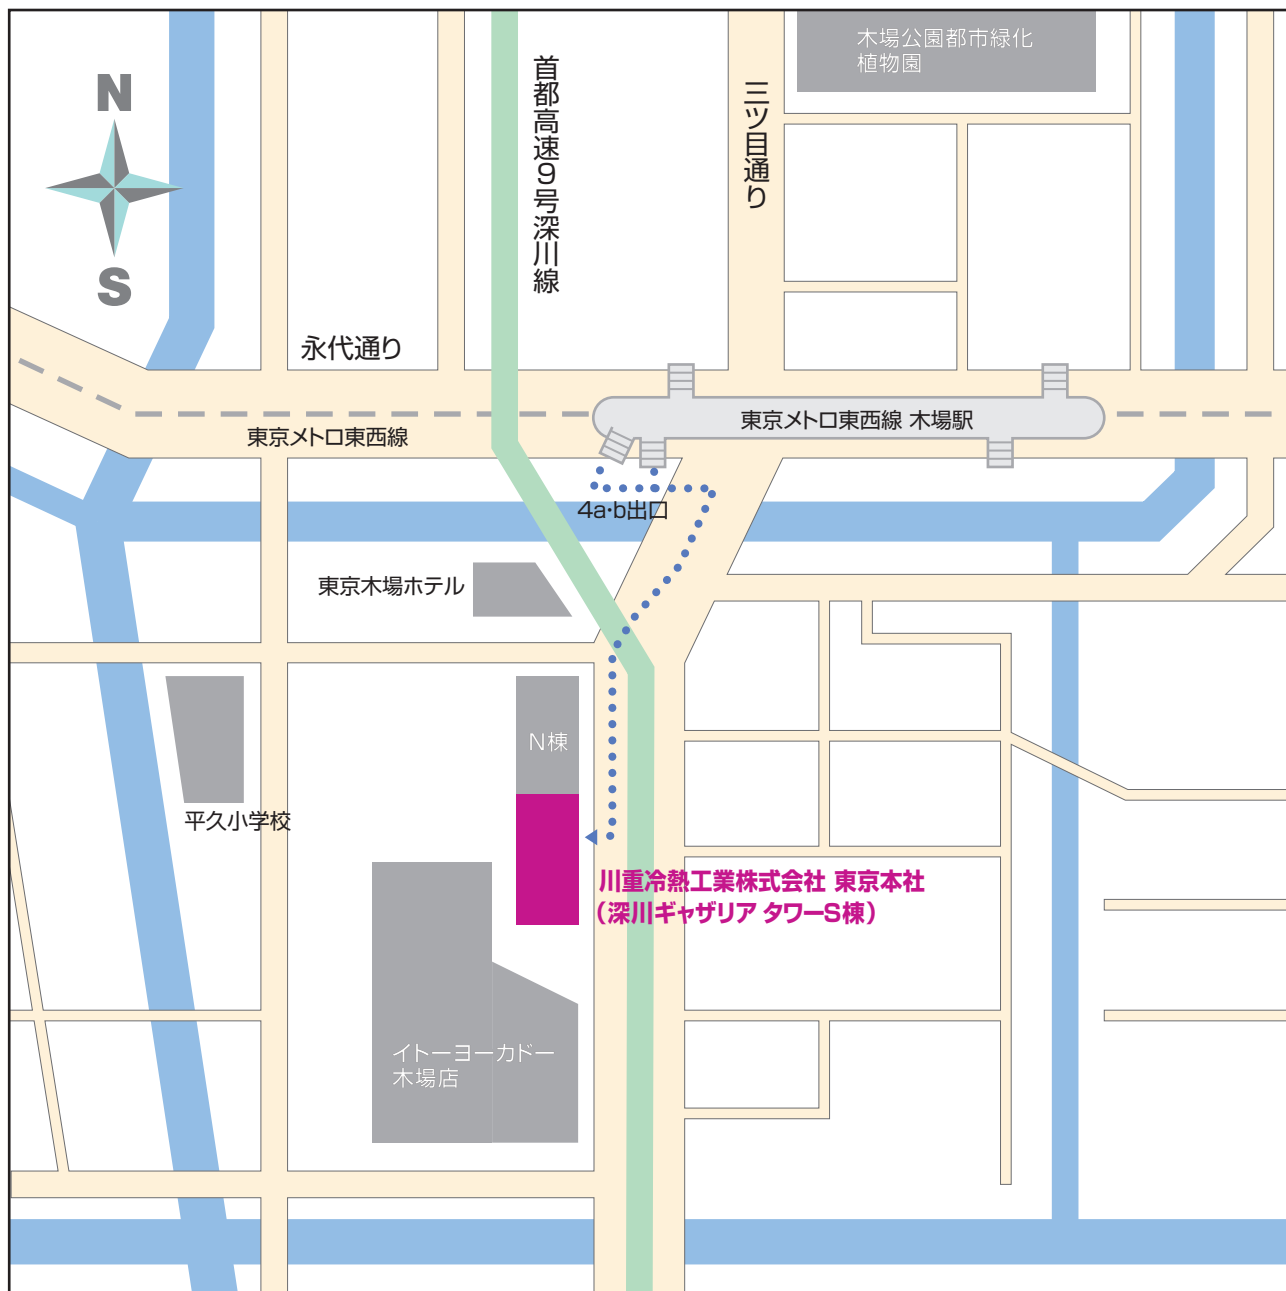 木場公園都市緑化
植物園
N
S
首都高速9号深川線
三ツ目通り
永代通り
東京メトロ東西線
東京メトロ東西線 木場駅
4a・b出口
東京木場ホテル
N棟
平久小学校
川重冷熱工業株式会社 東京本社
（深川ギャザリア タワーS棟）
イトーヨーカドー
木場店